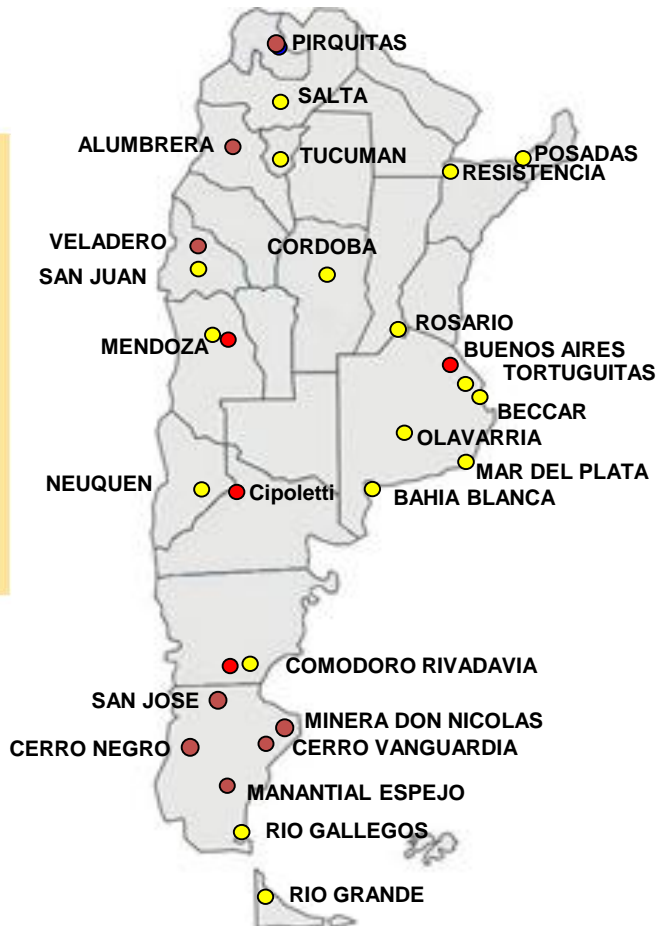 PIRQUITAS
SALTA
ALUMBRERA
TUCUMAN
POSADAS
RESISTENCIA
VELADERO
CORDOBA
SAN JUAN
ROSARIO
MENDOZA
BUENOS AIRES
TORTUGUITAS
BECCAR
OLAVARRIA
MAR DEL PLATA
NEUQUEN
Cipoletti
BAHIA BLANCA
COMODORO RIVADAVIA
SAN JOSE
MINERA DON NICOLAS
CERRO NEGRO
CERRO VANGUARDIA
MANANTIAL ESPEJO
RIO GALLEGOS
RIO GRANDE